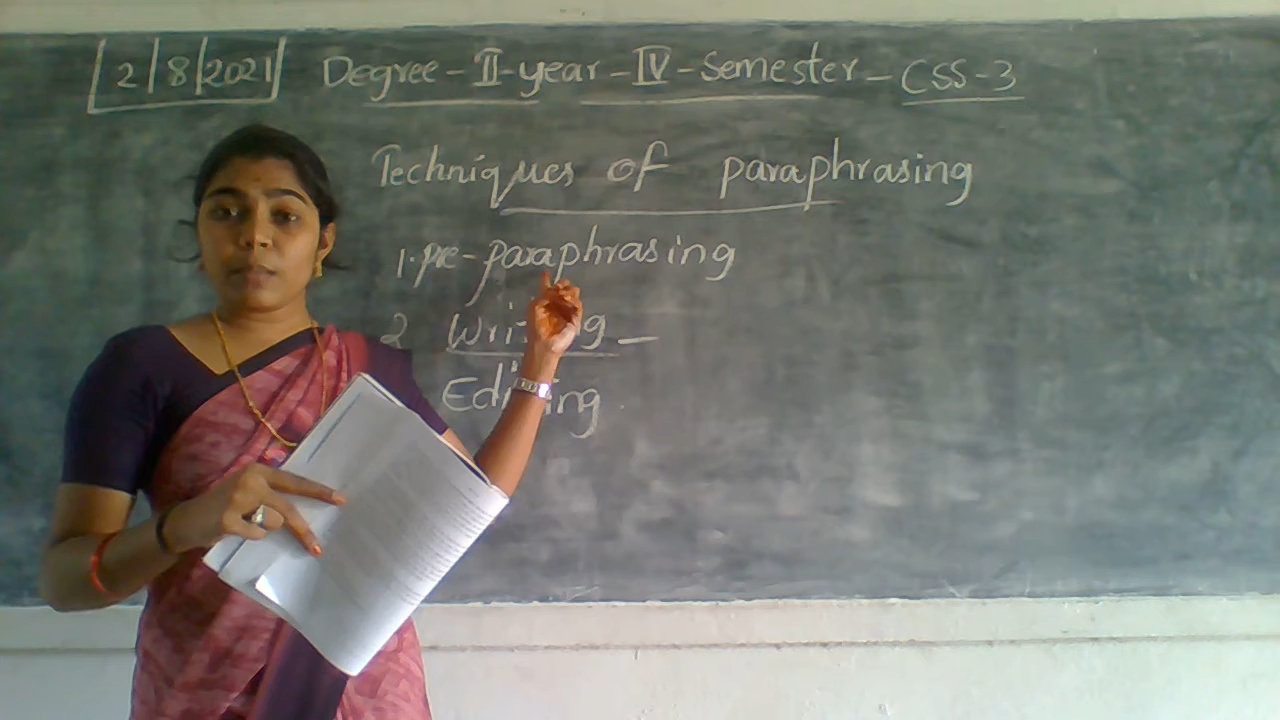 2/8/2021 Degree-II-year-IV-semester-CSS-3
Techniques of paraphrasing
1. pre-paraphrasing
2 Writing-
Editing